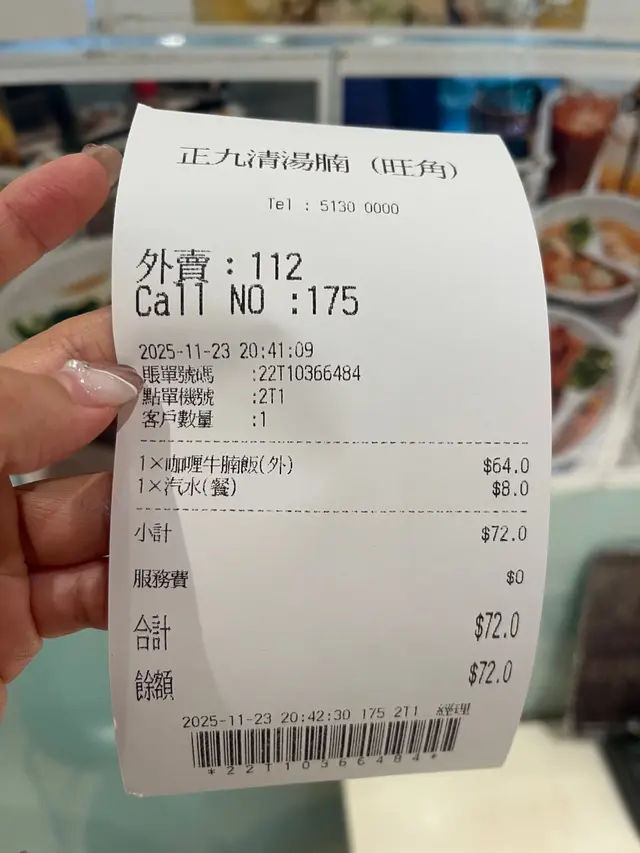 正九清湯腩 (旺角)
Tel : 5130 0000
外賣 : 112
Call NO :175
2025-11-23 20:41:09
賬單號碼 :22T10366484
點單機號 :2T1
客戶數量 :1
1×咖喱牛腩飯(外) $64.0
1×汽水(餐) $8.0
小計 $72.0
服務費 $0
合計 $72.0
餘額 $72.0
2025-11-23 20:42:30 175 2T1 經理
*22T10366484*